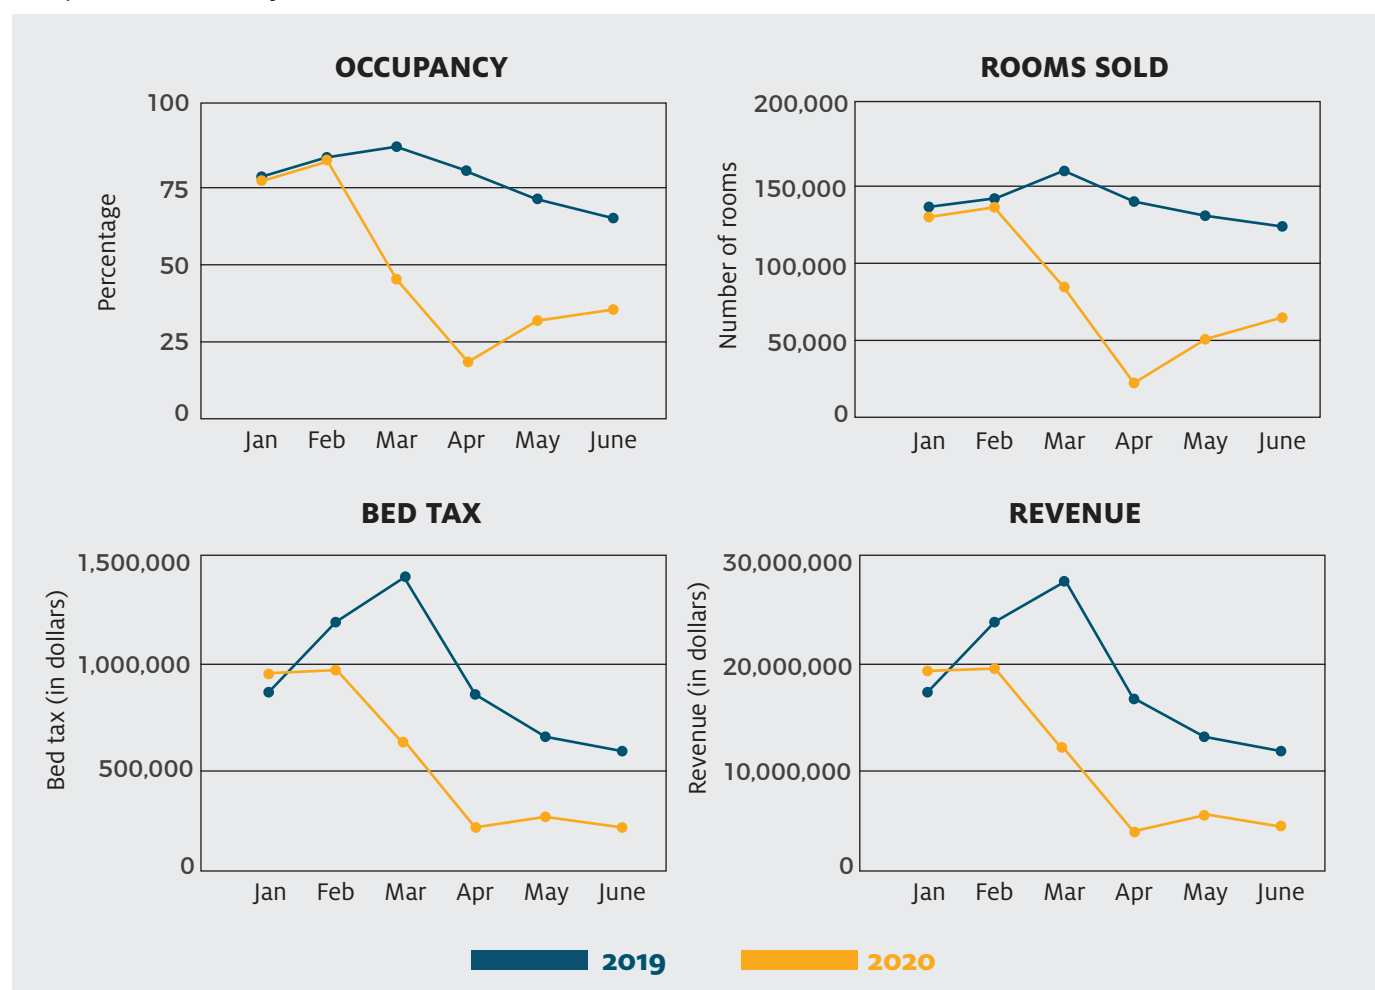 OCCUPANCY
100
75
50
25
0
Percentage
Jan Feb Mar Apr May June
ROOMS SOLD
200,000
150,000
100,000
50,000
0
Number of rooms
Jan Feb Mar Apr May June
BED TAX
1,500,000
1,000,000
500,000
0
Bed tax (in dollars)
Jan Feb Mar Apr May June
REVENUE
30,000,000
20,000,000
10,000,000
0
Revenue (in dollars)
Jan Feb Mar Apr May June
2019 2020